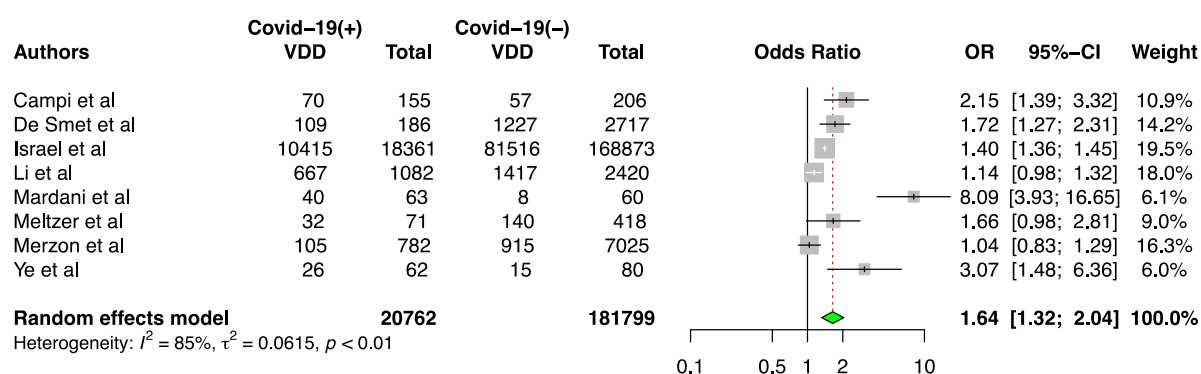 Covid−19(+) Covid−19(−)
Authors VDD Total VDD Total Odds Ratio OR 95%−CI Weight
Campi et al 70 155 57 206 2.15 [1.39; 3.32] 10.9%
De Smet et al 109 186 1227 2717 1.72 [1.27; 2.31] 14.2%
Israel et al 10415 18361 81516 168873 1.40 [1.36; 1.45] 19.5%
Li et al 667 1082 1417 2420 1.14 [0.98; 1.32] 18.0%
Mardani et al 40 63 8 60 8.09 [3.93; 16.65] 6.1%
Meltzer et al 32 71 140 418 1.66 [0.98; 2.81] 9.0%
Merzon et al 105 782 915 7025 1.04 [0.83; 1.29] 16.3%
Ye et al 26 62 15 80 3.07 [1.48; 6.36] 6.0%
Random effects model 20762 181799 1.64 [1.32; 2.04] 100.0%
Heterogeneity: I² = 85%, τ² = 0.0615, p < 0.01
0.1 0.5 1 2 10